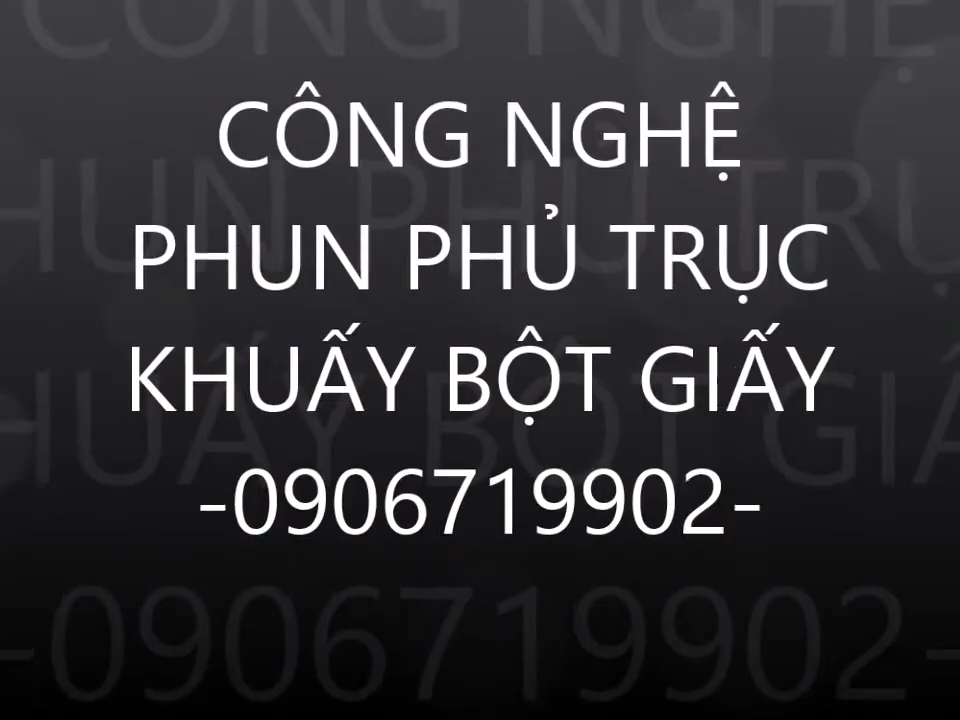 CÔNG NGHỆ
PHUN PHỦ TRỤC
KHUẤY BỘT GIẤY
-0906719902-